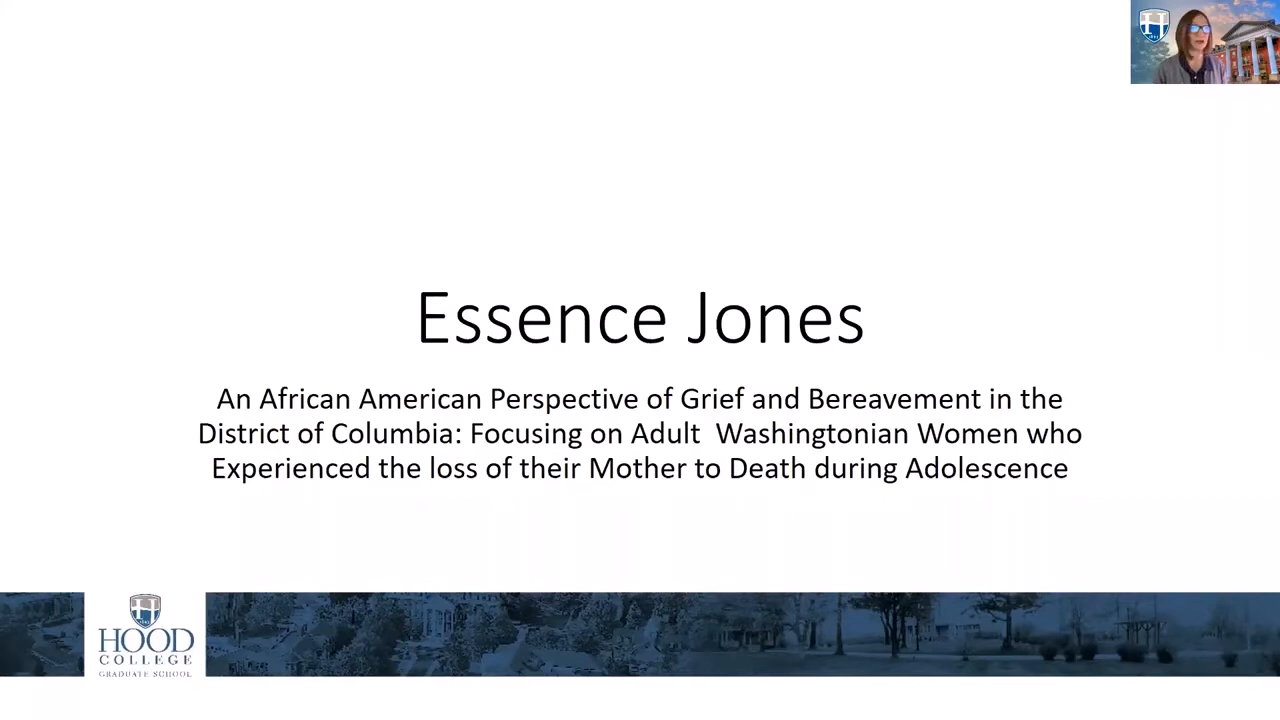 Essence Jones
An African American Perspective of Grief and Bereavement in the
District of Columbia: Focusing on Adult  Washingtonian Women who
Experienced the loss of their Mother to Death during Adolescence
HOOD
COLLEGE
GRADUATE SCHOOL